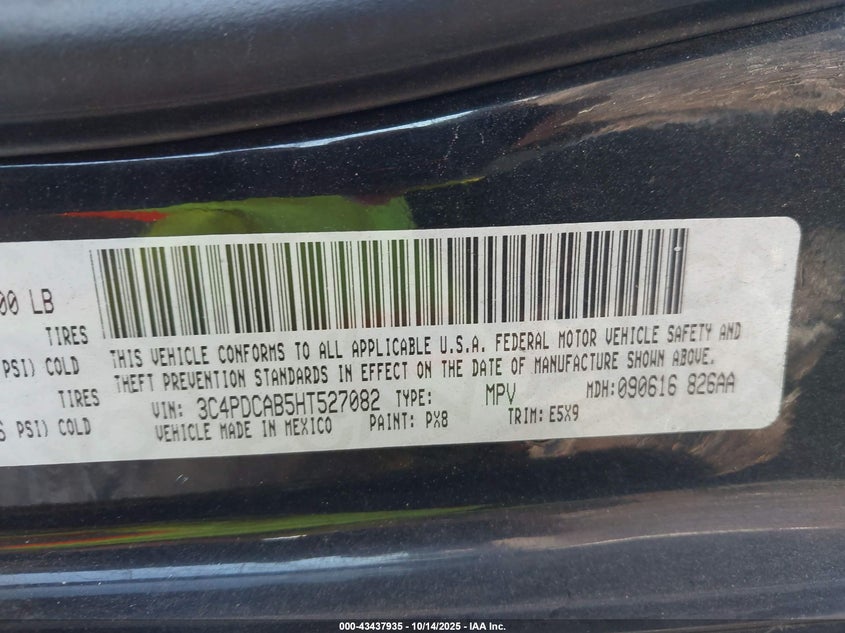 00 LB
TIRES
PSI) COLD
TIRES
PSI) COLD
THIS VEHICLE CONFORMS TO ALL APPLICABLE U.S.A. FEDERAL MOTOR VEHICLE SAFETY AND
THEFT PREVENTION STANDARDS IN EFFECT ON THE DATE OF MANUFACTURE SHOWN ABOVE.
VIN: 3C4PDCAB5HT527082 TYPE: MPV MDH:090616 826AA
VEHICLE MADE IN MEXICO PAINT: PX8 TRIM: E5X9
000-43437935 - 10/14/2025 - IAA Inc.